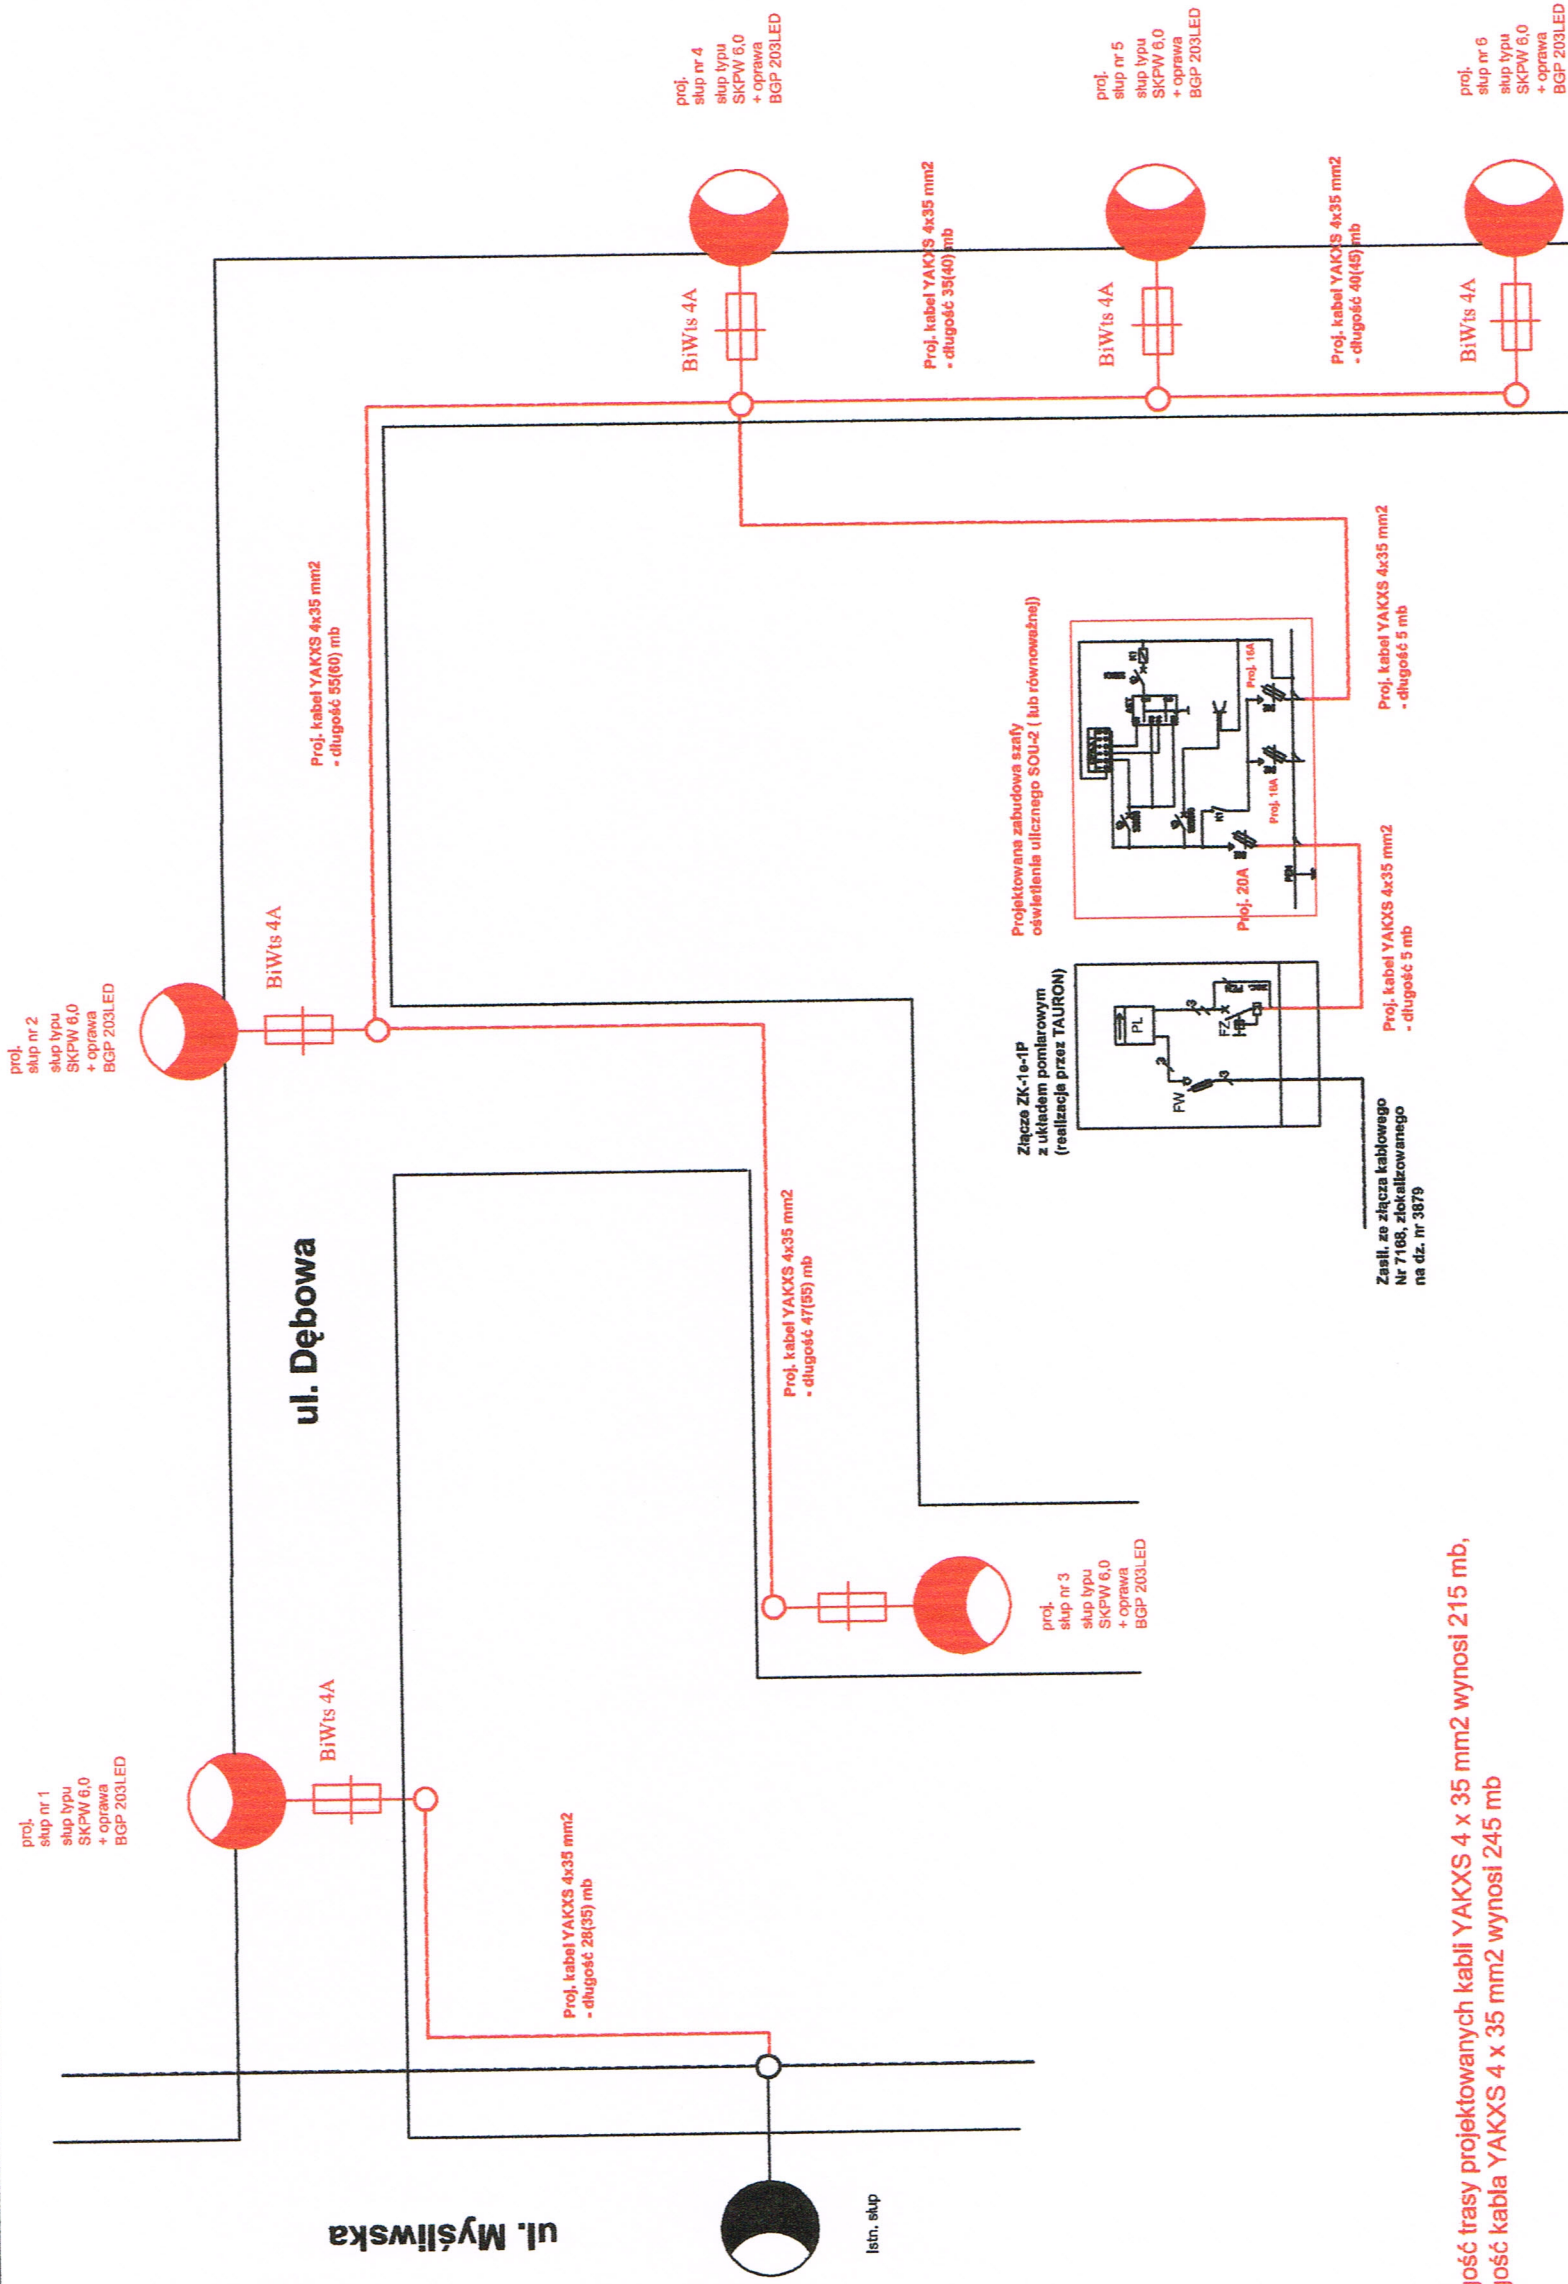 proj.
słup nr 1
słup typu
SKPW 6,0
+ oprawa
BGP 203LED
BiWts 4A
proj.
słup nr 2
słup typu
SKPW 6,0
+ oprawa
BGP 203LED
BiWts 4A
ul. Dębowa
Proj. kabel YAKXS 4x35 mm2
- długość 55(60) mb
proj.
słup nr 4
słup typu
SKPW 6,0
+ oprawa
BGP 203LED
BiWts 4A
ul. Myśliwska
Istn. słup
Proj. kabel YAKXS 4x35 mm2
- długość 28(35) mb
Proj. kabel YAKXS 4x35 mm2
- długość 47(55) mb
proj.
słup nr 3
słup typu
SKPW 6,0
+ oprawa
BGP 203LED
Proj. kabel YAKXS 4x35 mm2
- długość 35(40) mb
proj.
słup nr 5
słup typu
SKPW 6,0
+ oprawa
BGP 203LED
BiWts 4A
Złącze ZK-1e-1P
z układem pomiarowym
(realizacja przez TAURON)
PL
FW
FZ
Projektowana zabudowa szafy
oświetlenia ulicznego SOU-2 ( lub równoważnej)
AST
K1
K1
Proj. 20A
Proj. 16A
Proj. 16A
PEN
Proj. kabel YAKXS 4x35 mm2
- długość 40(45) mb
proj.
słup nr 6
słup typu
SKPW 6,0
+ oprawa
BGP 203LED
BiWts 4A
Zasil. ze złącza kablowego
Nr 7168, zlokalizowanego
na dz. nr 3879
Proj. kabel YAKXS 4x35 mm2
- długość 5 mb
Proj. kabel YAKXS 4x35 mm2
- długość 5 mb
gość trasy projektowanych kabli YAKXS 4 x 35 mm2 wynosi 215 mb,
gość kabla YAKXS 4 x 35 mm2 wynosi 245 mb